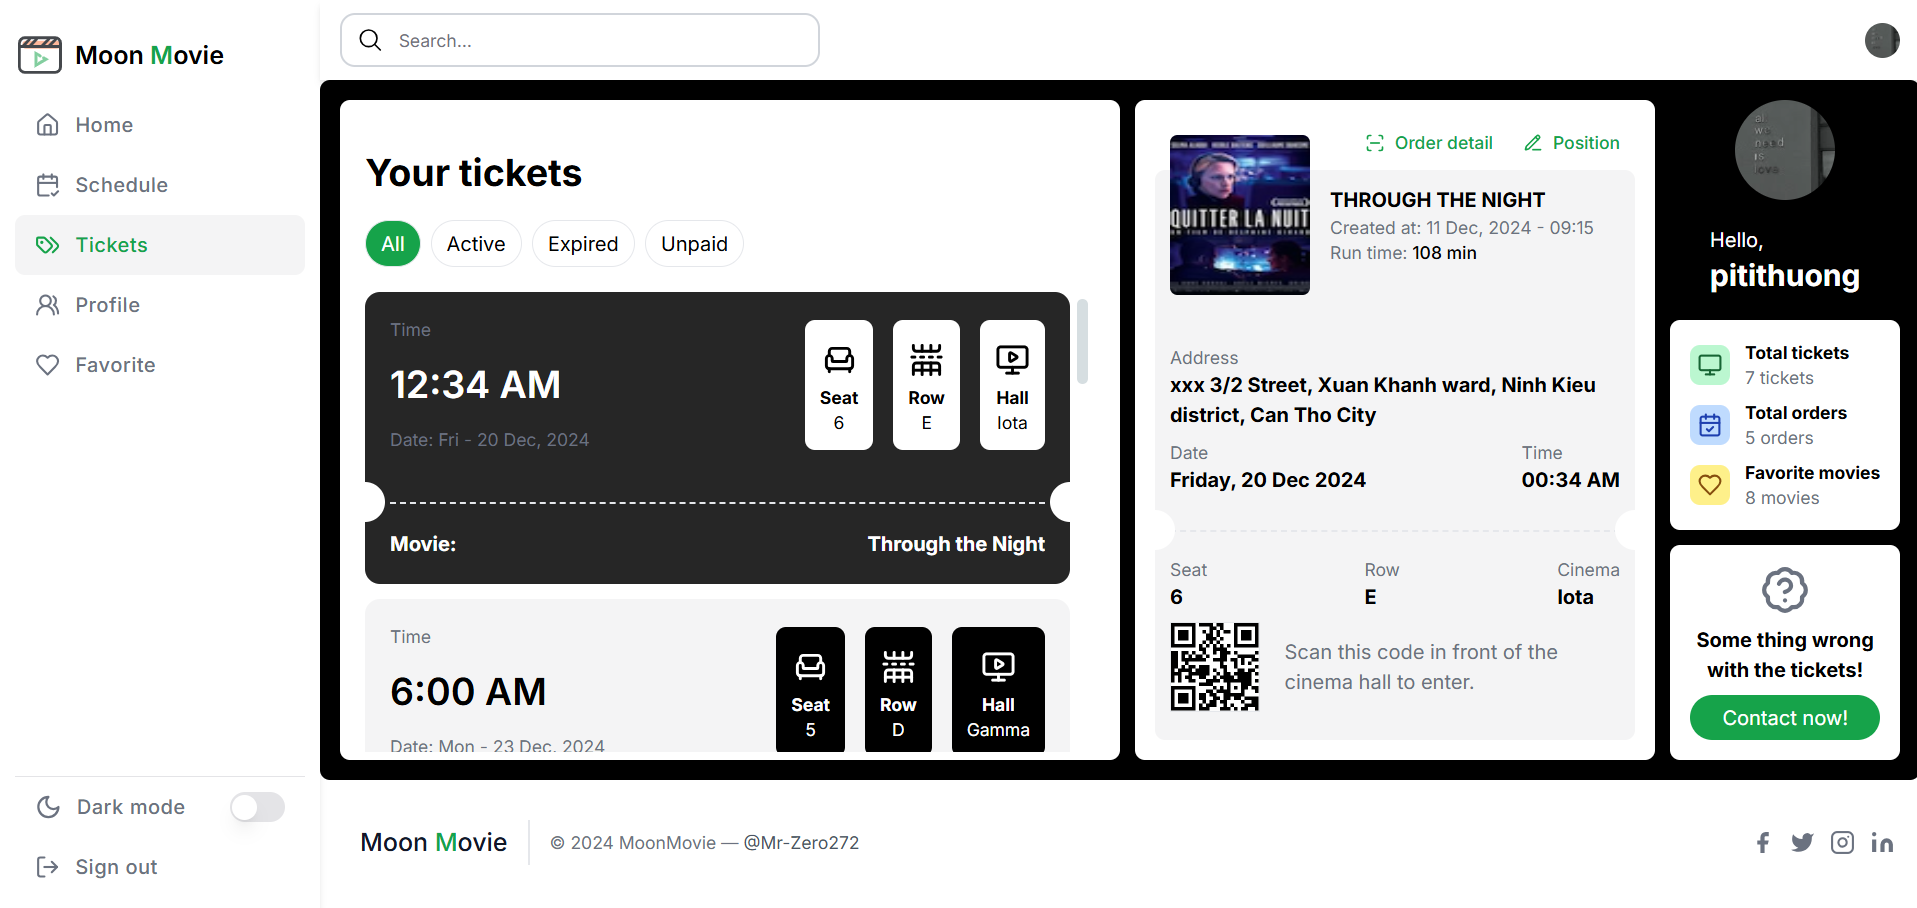 Moon Movie
Home
Schedule
Tickets
Profile
Favorite
Dark mode
Sign out
Search...
Your tickets
All
Active
Expired
Unpaid
Time
12:34 AM
Date: Fri - 20 Dec, 2024
Seat
6
Row
E
Hall
Iota
Movie:
Through the Night
Time
6:00 AM
Date: Mon - 23 Dec, 2024
Seat
5
Row
D
Hall
Gamma
Order detail
Position
QUITTER LA NUIT
THROUGH THE NIGHT
Created at: 11 Dec, 2024 - 09:15
Run time: 108 min
Address
xxx 3/2 Street, Xuan Khanh ward, Ninh Kieu
district, Can Tho City
Date
Friday, 20 Dec 2024
Time
00:34 AM
Seat
6
Row
E
Cinema
Iota
Scan this code in front of the
cinema hall to enter.
al
we
need
is
love
Hello,
pitithuong
Total tickets
7 tickets
Total orders
5 orders
Favorite movies
8 movies
Some thing wrong
with the tickets!
Contact now!
Moon Movie
© 2024 MoonMovie — @Mr-Zero272